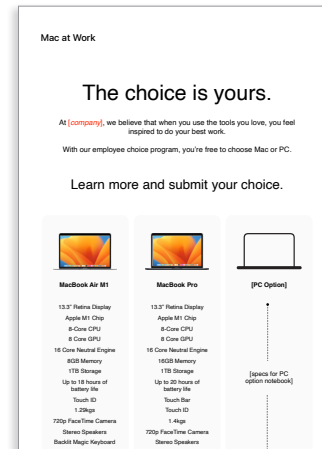 Mac at Work
The choice is yours.
At [company], we believe that when you use the tools you love, you feel
inspired to do your best work.
With our employee choice program, you're free to choose Mac or PC.
Learn more and submit your choice.
MacBook Air M1
13.3" Retina Display
Apple M1 Chip
8-Core CPU
8 Core GPU
16 Core Neutral Engine
8GB Memory
1TB Storage
Up to 18 hours of
battery life
Touch ID
1.29kgs
720p FaceTime Camera
Stereo Speakers
Backlit Magic Keyboard
MacBook Pro
13.3" Retina Display
Apple M1 Chip
8-Core CPU
8 Core GPU
16 Core Neutral Engine
16GB Memory
1TB Storage
Up to 20 hours of
battery life
Touch Bar
Touch ID
1.4kgs
720p FaceTime Camera
Stereo Speakers
[PC Option]
[specs for PC
option notebook]